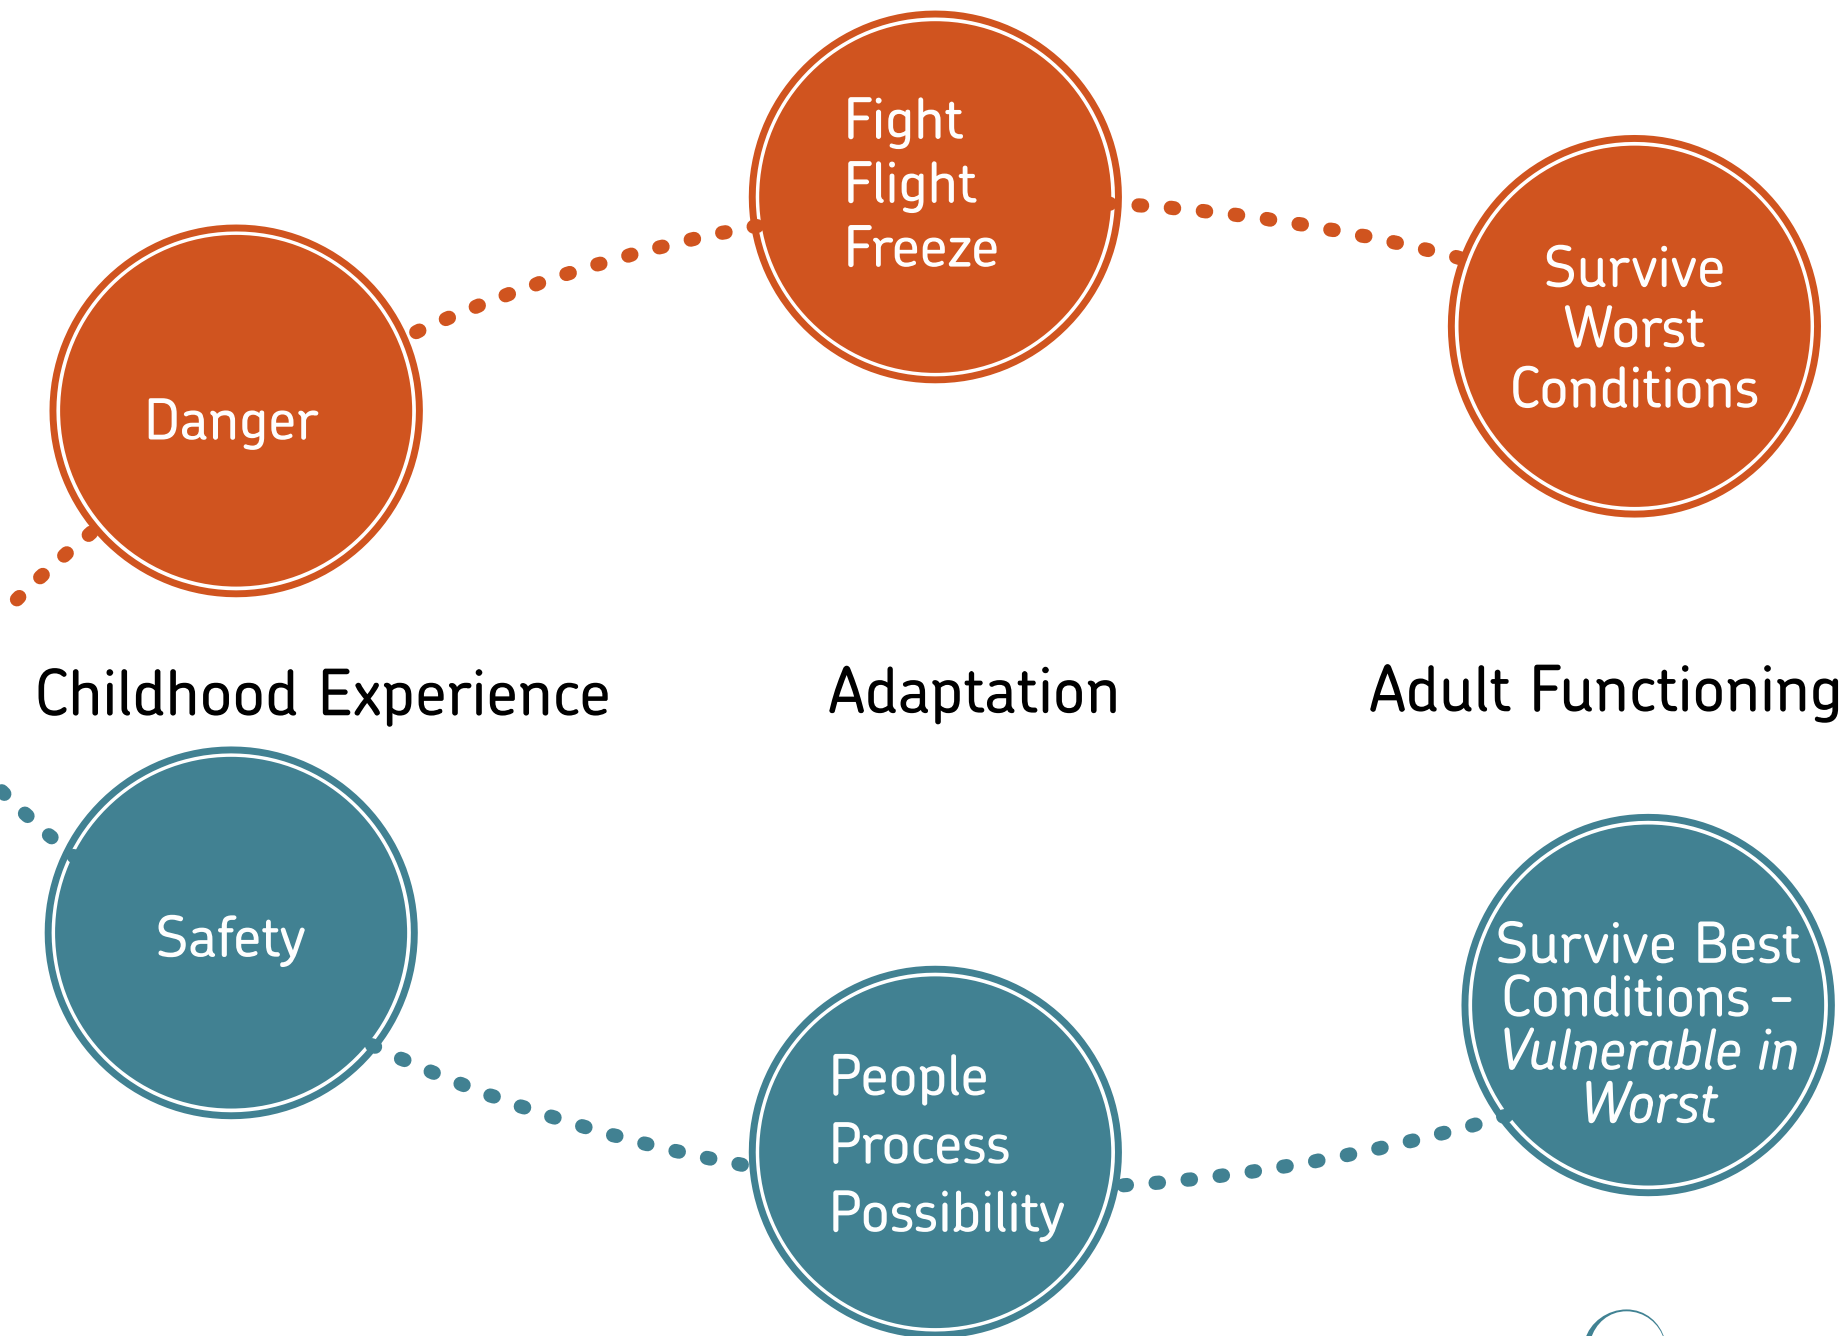 Fight
Flight
Freeze
Survive
Worst
Conditions
Danger
Childhood Experience
Adaptation
Adult Functioning
Safety
Survive Best
Conditions -
Vulnerable in
Worst
People
Process
Possibility